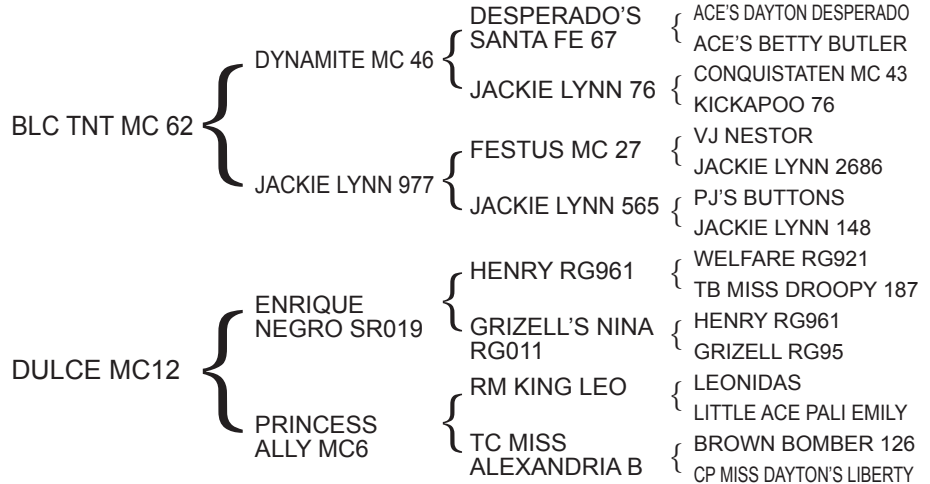 BLC TNT MC 62
DYNAMITE MC 46
DESPERADO'S
SANTA FE 67
ACE'S DAYTON DESPERADO
ACE'S BETTY BUTLER
JACKIE LYNN 76
CONQUISTATEN MC 43
KICKAPOO 76
JACKIE LYNN 977
FESTUS MC 27
VJ NESTOR
JACKIE LYNN 2686
JACKIE LYNN 565
PJ'S BUTTONS
JACKIE LYNN 148
DULCE MC12
ENRIQUE
NEGRO SR019
HENRY RG961
WELFARE RG921
TB MISS DROOPY 187
GRIZELL'S NINA
RG011
HENRY RG961
GRIZELL RG95
PRINCESS
ALLY MC6
RM KING LEO
LEONIDAS
LITTLE ACE PALI EMILY
TC MISS
ALEXANDRIA B
BROWN BOMBER 126
CP MISS DAYTON'S LIBERTY